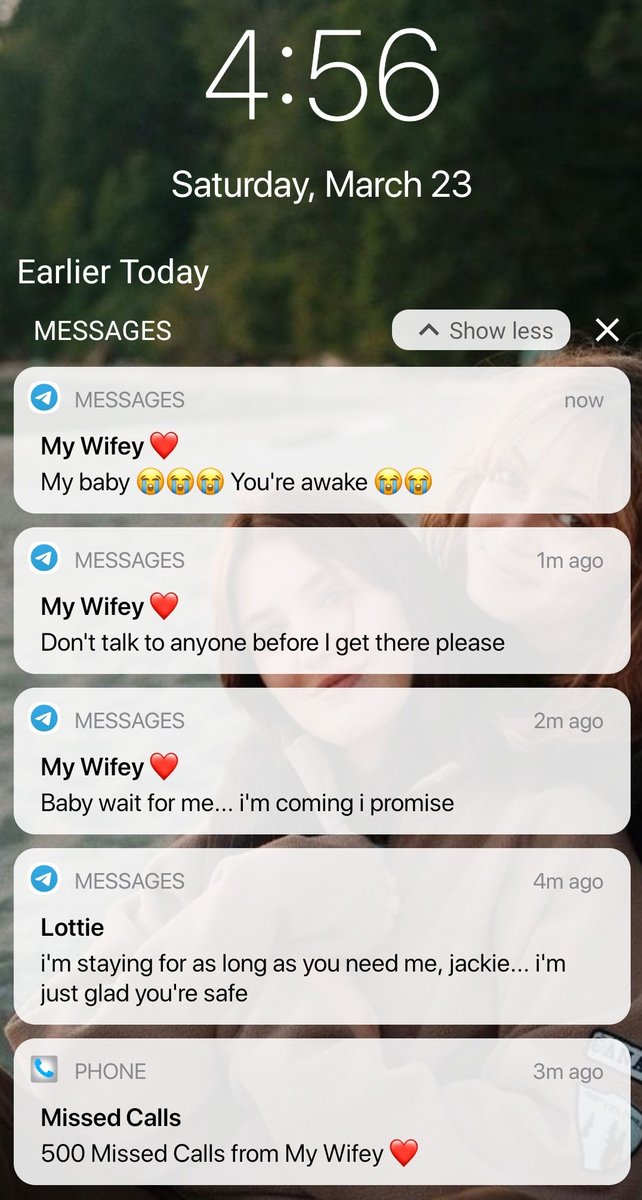 4:56
Saturday, March 23
Earlier Today
MESSAGES
Show less
MESSAGES
now
My Wifey ❤️
My baby 😭😭😭 You're awake 😭😭
MESSAGES
1m ago
My Wifey ❤️
Don't talk to anyone before I get there please
MESSAGES
2m ago
My Wifey ❤️
Baby wait for me... i'm coming i promise
MESSAGES
4m ago
Lottie
i'm staying for as long as you need me, jackie... i'm
just glad you're safe
PHONE
3m ago
Missed Calls
500 Missed Calls from My Wifey ❤️